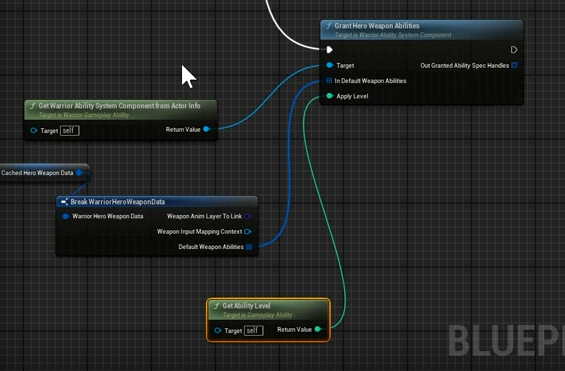 Grant Hero Weapon Abilities
Target is Warrior Ability System Component
Target Out Granted Ability Spec Handles
In Default Weapon Abilities
Apply Level
Get Warrior Ability System Component from Actor Info
Target is Warrior Gameplay Ability
Target self Return Value
Cached Hero Weapon Data
Break WarriorHeroWeaponData
Warrior Hero Weapon Data Weapon Anim Layer To Link
Weapon Input Mapping Context
Default Weapon Abilities
Get Ability Level
Target is Gameplay Ability
Target self Return Value
BLUEP